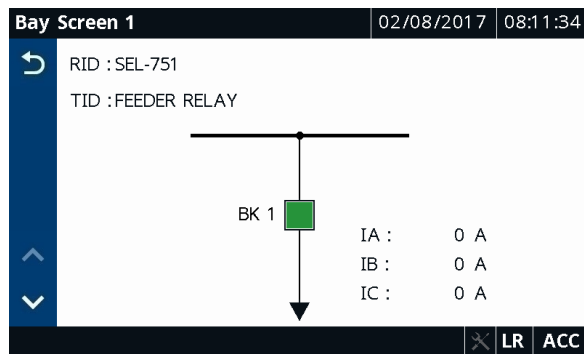 Bay Screen 1 02/08/2017 08:11:34
RID : SEL-751
TID : FEEDER RELAY
BK 1
IA : 0 A
IB : 0 A
IC : 0 A
LR ACC